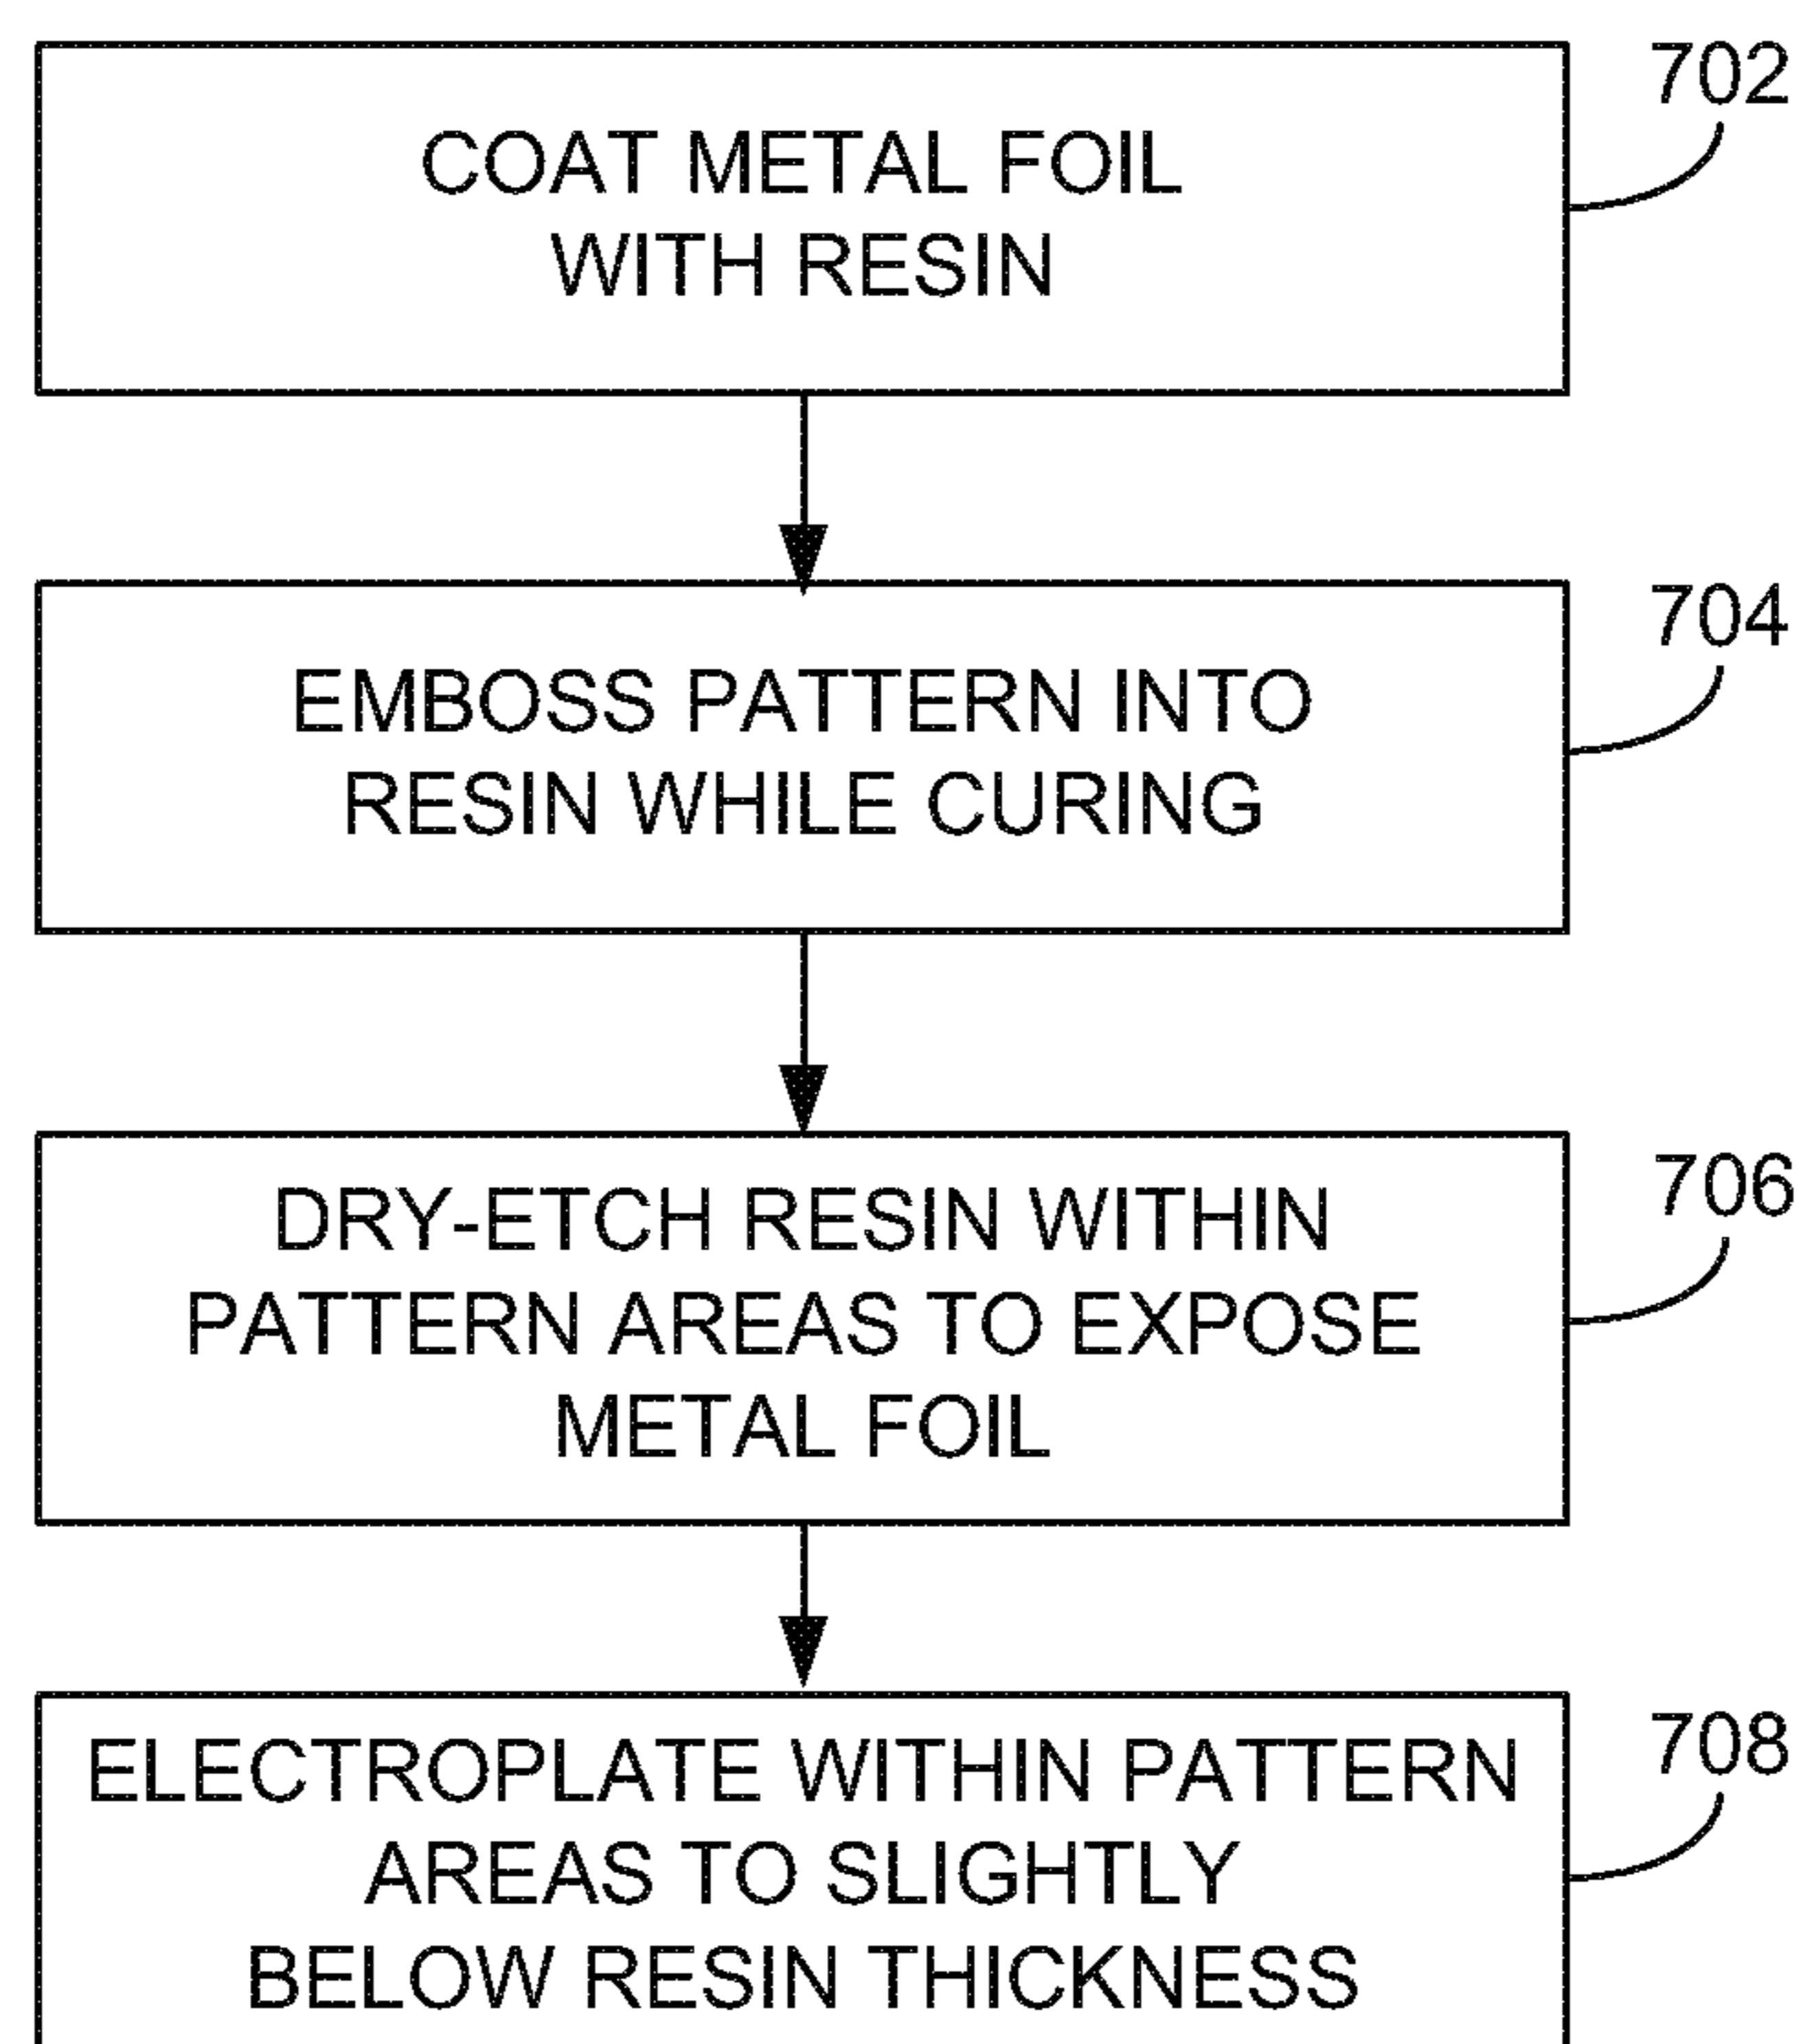 702
COAT METAL FOIL
WITH RESIN
704
EMBOSS PATTERN INTO
RESIN WHILE CURING
706
DRY-ETCH RESIN WITHIN
PATTERN AREAS TO EXPOSE
METAL FOIL
708
ELECTROPLATE WITHIN PATTERN
AREAS TO SLIGHTLY
BELOW RESIN THICKNESS